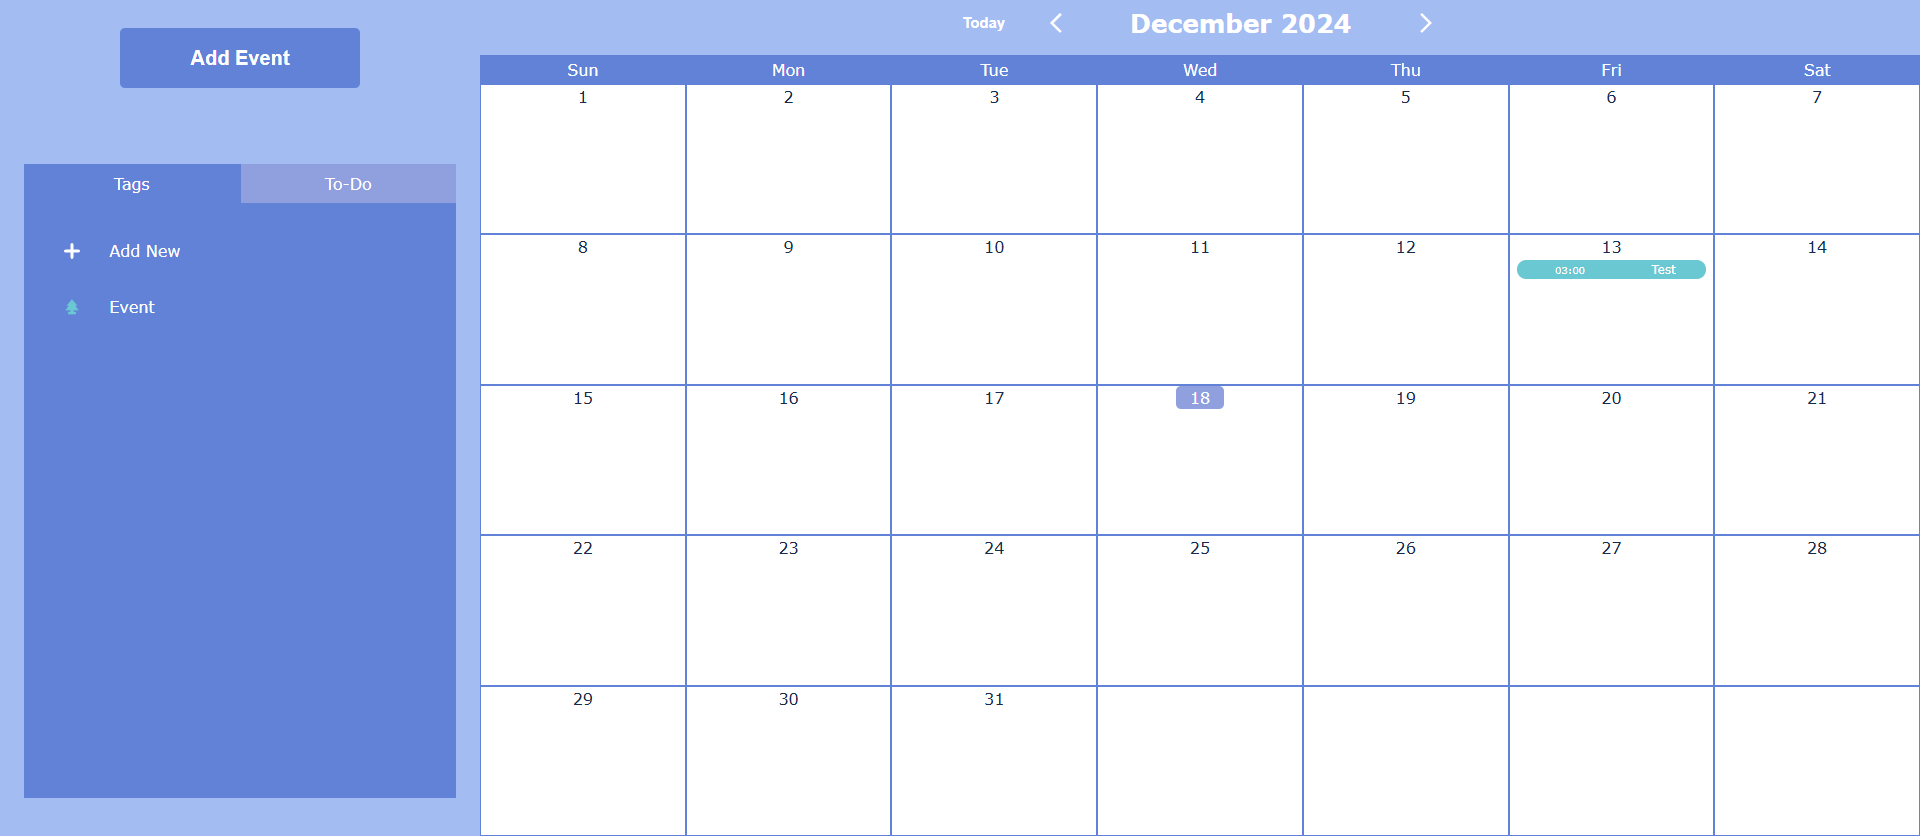 Add Event
Tags To-Do
Add New
Event
Today December 2024
Sun Mon Tue Wed Thu Fri Sat
1 2 3 4 5 6 7
8 9 10 11 12 13 14
03:00 Test
15 16 17 18 19 20 21
22 23 24 25 26 27 28
29 30 31